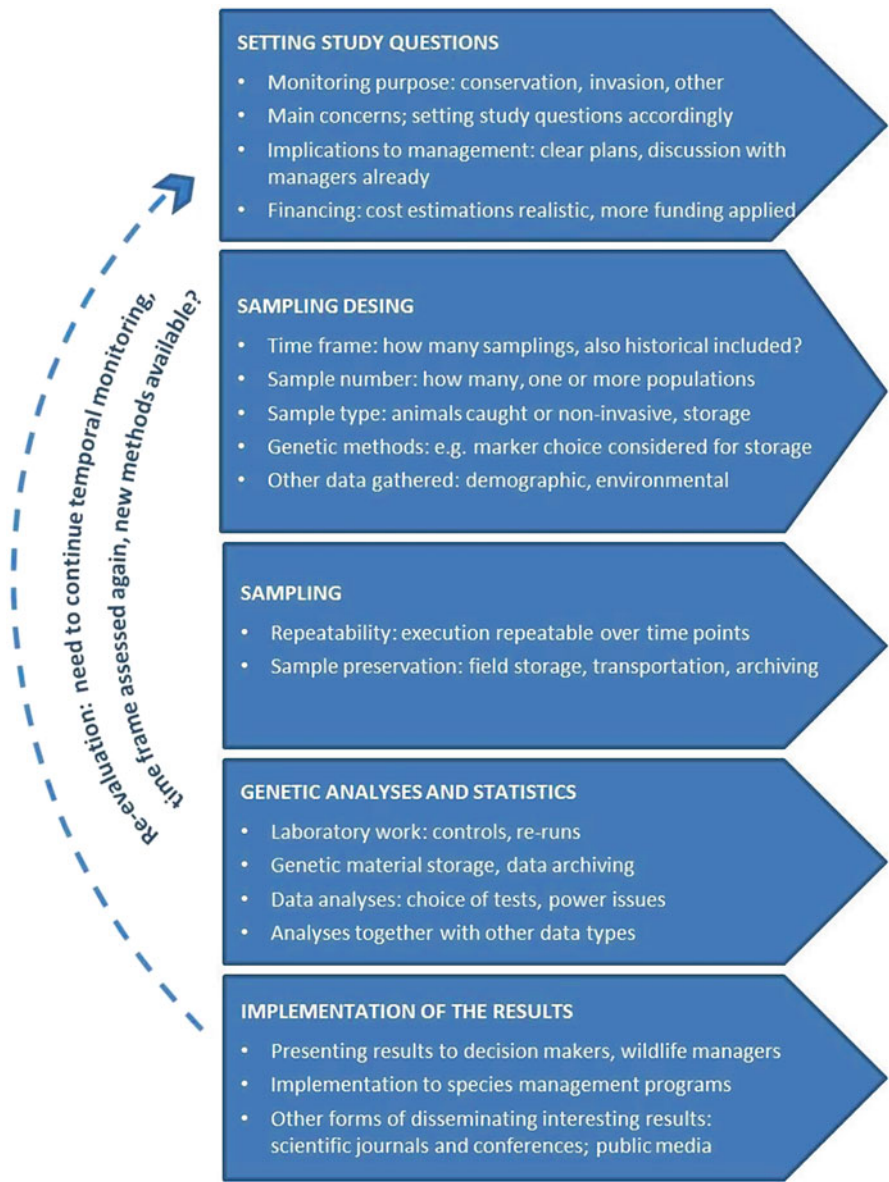 SETTING STUDY QUESTIONS
• Monitoring purpose: conservation, invasion, other
• Main concerns; setting study questions accordingly
• Implications to management: clear plans, discussion with
managers already
• Financing: cost estimations realistic, more funding applied
SAMPLING DESING
• Time frame: how many samplings, also historical included?
• Sample number: how many, one or more populations
• Sample type: animals caught or non-invasive, storage
• Genetic methods: e.g. marker choice considered for storage
• Other data gathered: demographic, environmental
SAMPLING
• Repeatability: execution repeatable over time points
• Sample preservation: field storage, transportation, archiving
GENETIC ANALYSES AND STATISTICS
• Laboratory work: controls, re-runs
• Genetic material storage, data archiving
• Data analyses: choice of tests, power issues
• Analyses together with other data types
IMPLEMENTATION OF THE RESULTS
• Presenting results to decision makers, wildlife managers
• Implementation to species management programs
• Other forms of disseminating interesting results:
scientific journals and conferences; public media
Re-evaluation: need to continue temporal monitoring,
time frame assessed again, new methods available?